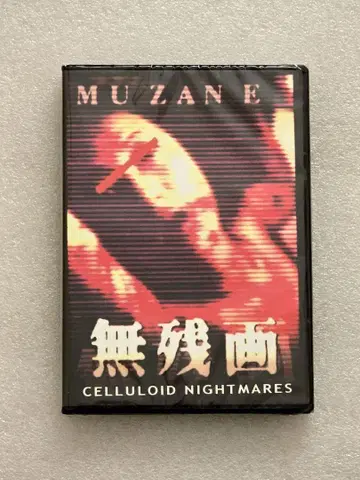 MUZAN E
無残画
CELLULOID NIGHTMARES